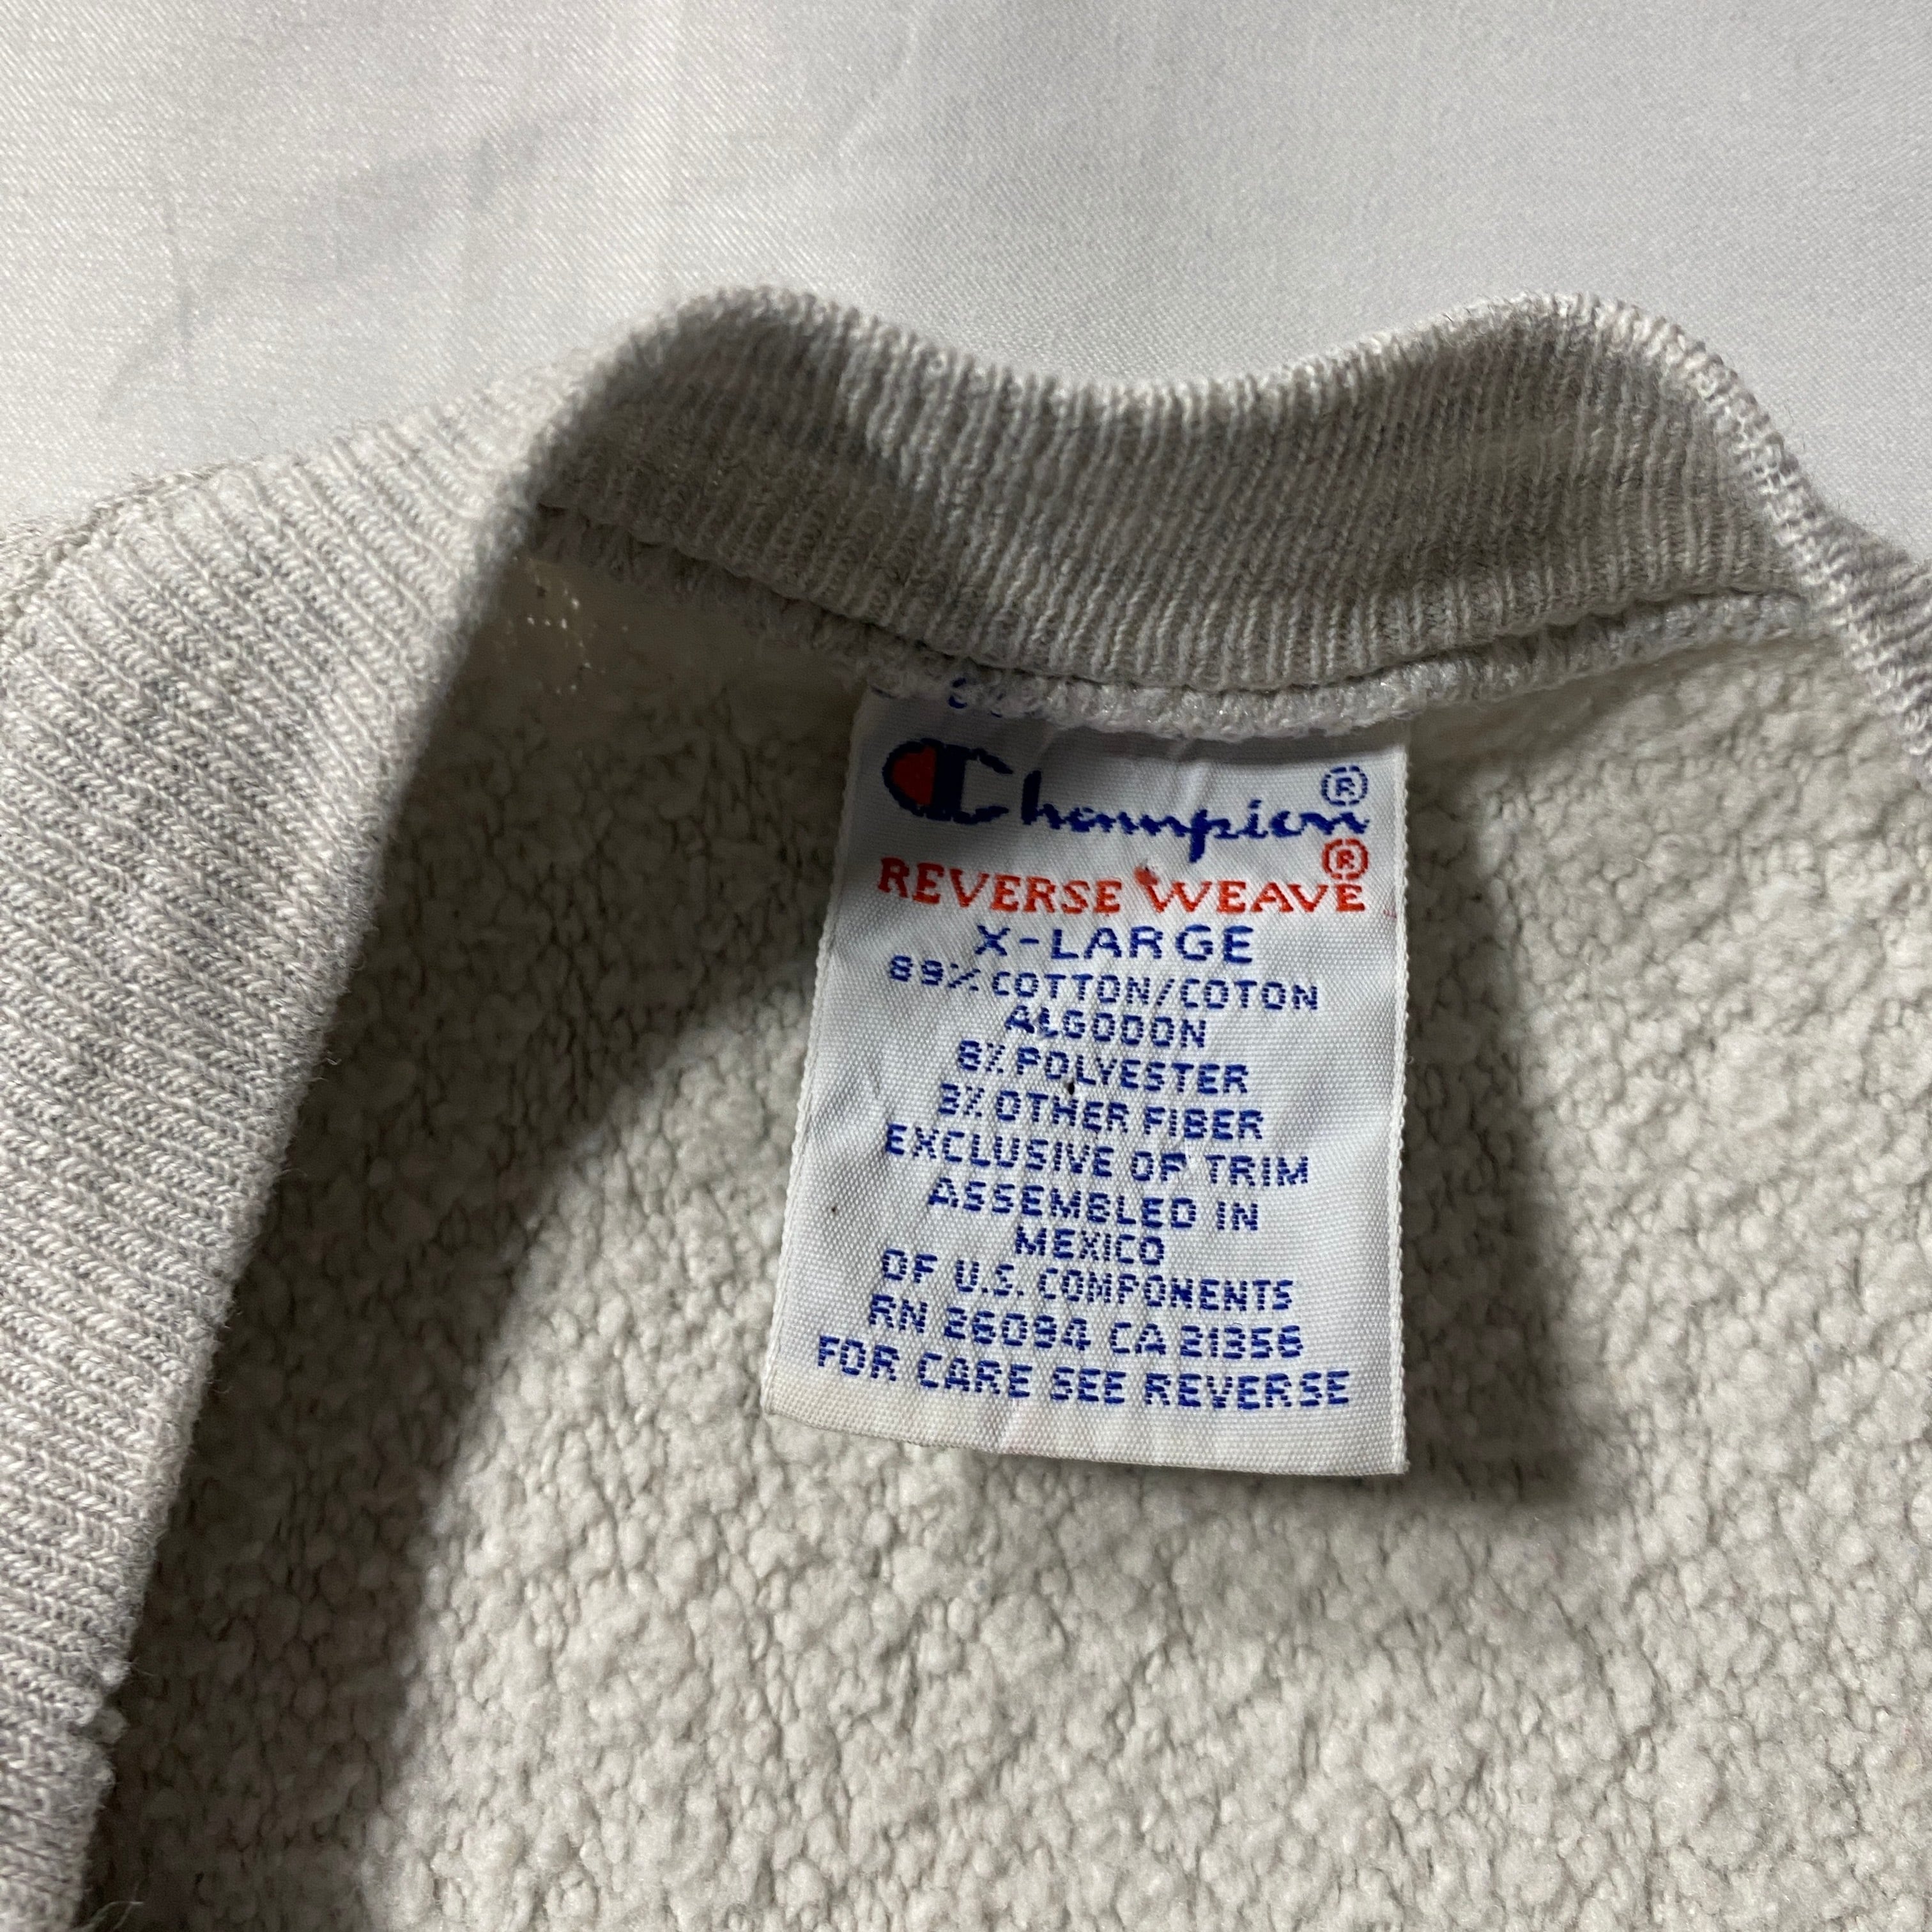 Champion®
REVERSE WEAVE®
X-LARGE
89% COTTON/COTON
ALGODON
8% POLYESTER
3% OTHER FIBER
EXCLUSIVE OF TRIM
ASSEMBLED IN
MEXICO
OF U.S. COMPONENTS
RN 26094 CA 21356
FOR CARE SEE REVERSE